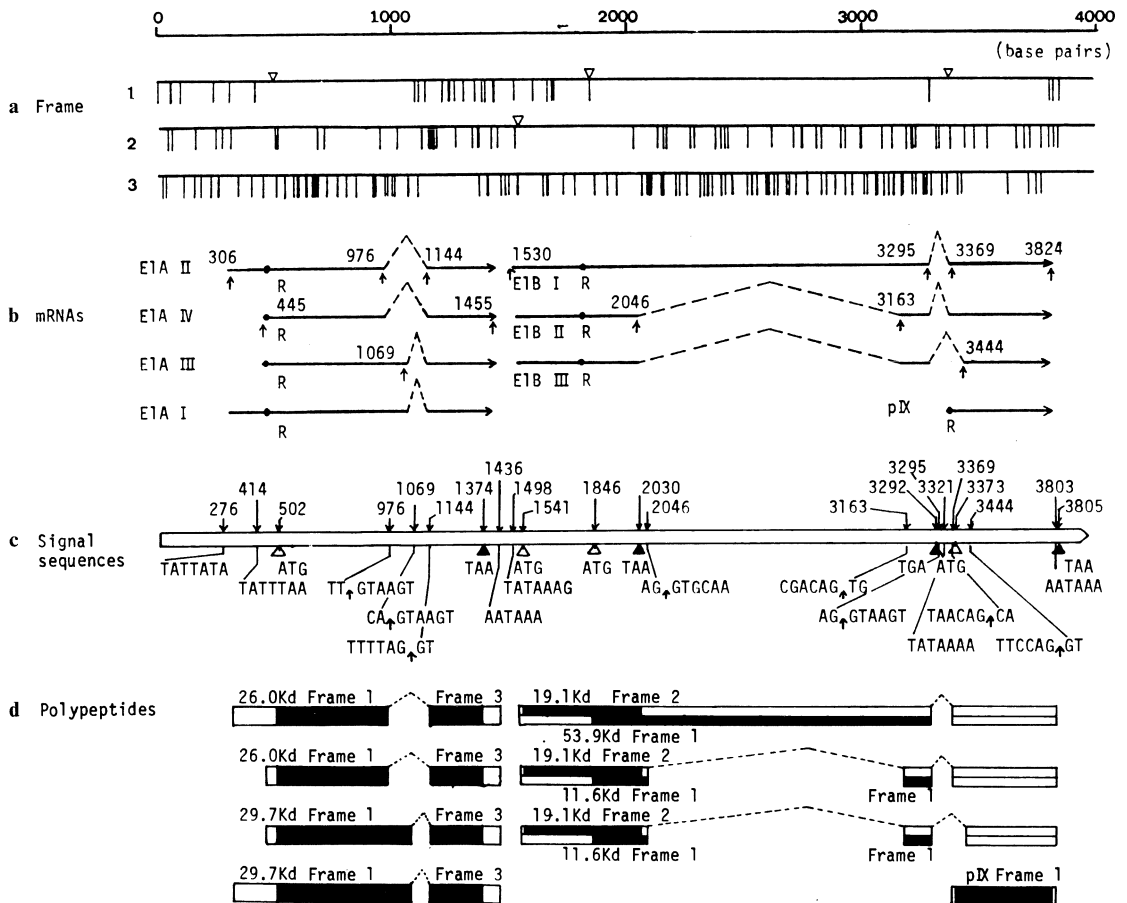 0 1000 2000 3000 4000
(base pairs)
a Frame
1
2
3
b mRNAs
E1A II 306 R 976 1144 1530 E1B I R 3295 3369 3824
E1A IV 445 R 1455 E1B II R 2046 3163
E1A III R 1069 E1B III R 3444
E1A I R pIX R
1436 3295 3369
414 1069 1374 1498 1846 2030 3292 3321 3373 3803
276 502 976 1144 1541 2046 3163 3444 3805
c Signal sequences
TATTATA ATG TAA ATG ATG TAA TGA ATG TAA
TATTTAA TT↑GTAAGT TATAAAG AG↑GTGCAA CGACAG↑TG AATAAA
CA↑GTAAGT AATAAA AG↑GTAAGT TAACAG↑CA
TTTTAG↑GT TATAAAA TTCCAG↑GT
d Polypeptides
26.0Kd Frame 1 Frame 3 19.1Kd Frame 2
53.9Kd Frame 1
26.0Kd Frame 1 Frame 3 19.1Kd Frame 2
11.6Kd Frame 1 Frame 1
29.7Kd Frame 1 Frame 3 19.1Kd Frame 2
11.6Kd Frame 1 Frame 1
29.7Kd Frame 1 Frame 3 pIX Frame 1